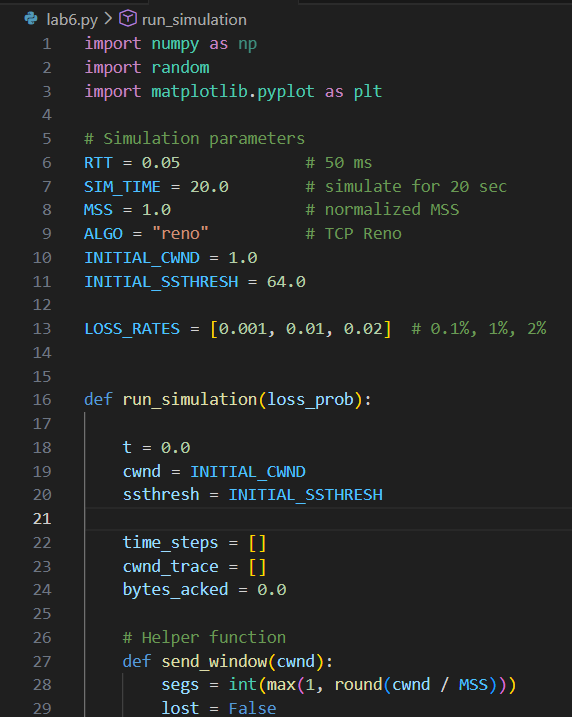 lab6.py > run_simulation
1 import numpy as np
2 import random
3 import matplotlib.pyplot as plt
4
5 # Simulation parameters
6 RTT = 0.05 # 50 ms
7 SIM_TIME = 20.0 # simulate for 20 sec
8 MSS = 1.0 # normalized MSS
9 ALGO = "reno" # TCP Reno
10 INITIAL_CWND = 1.0
11 INITIAL_SSTHRESH = 64.0
12
13 LOSS_RATES = [0.001, 0.01, 0.02] # 0.1%, 1%, 2%
14
15
16 def run_simulation(loss_prob):
17
18 t = 0.0
19 cwnd = INITIAL_CWND
20 ssthresh = INITIAL_SSTHRESH
21
22 time_steps = []
23 cwnd_trace = []
24 bytes_acked = 0.0
25
26 # Helper function
27 def send_window(cwnd):
28 segs = int(max(1, round(cwnd / MSS)))
29 lost = False